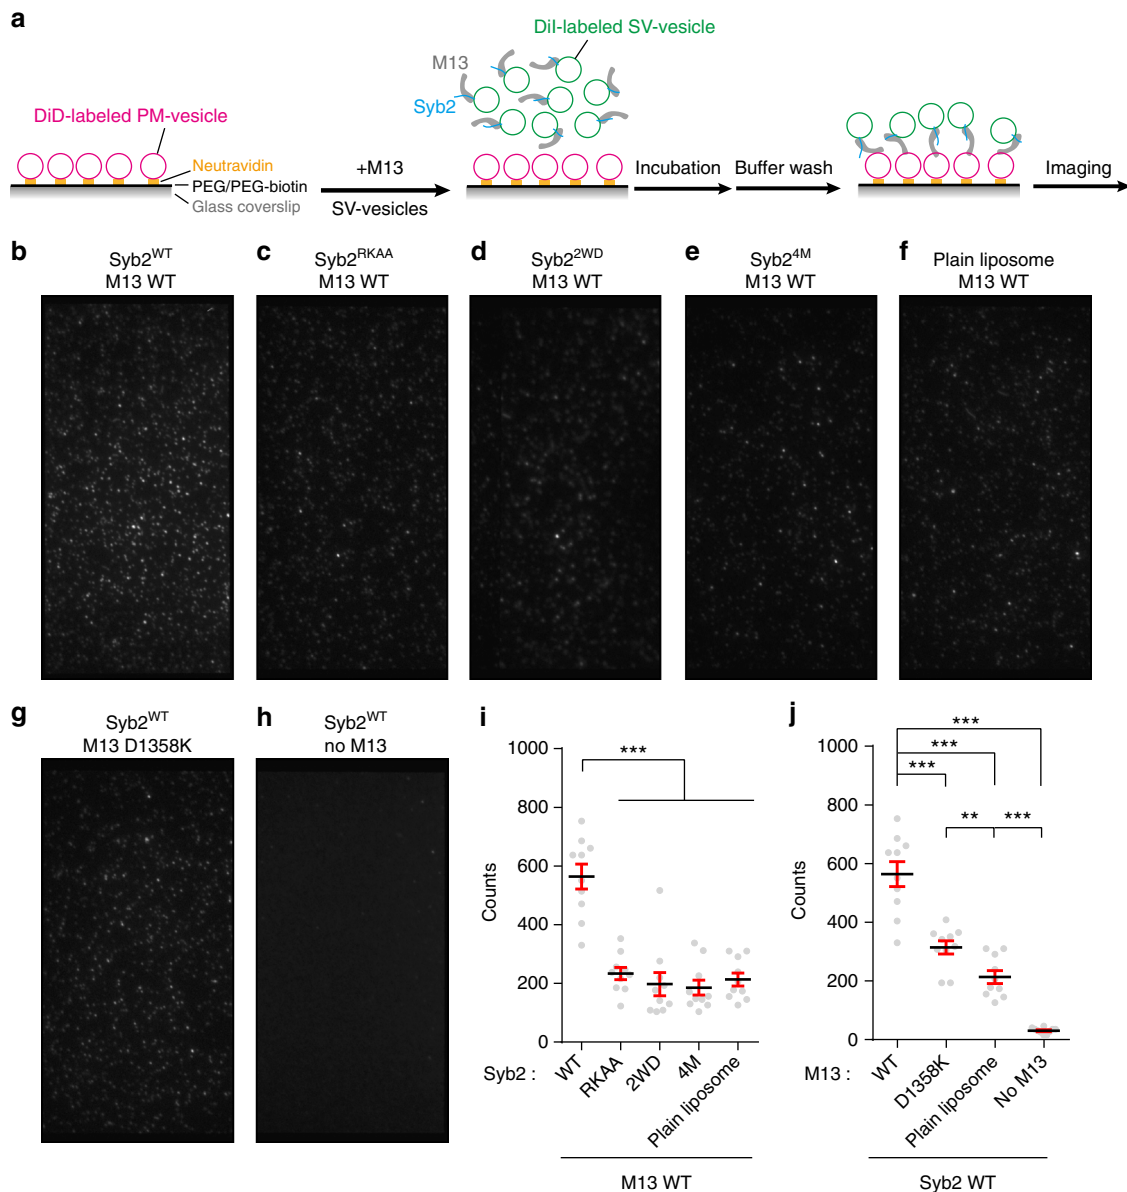 a
DiI-labeled SV-vesicle
M13
Syb2
DiD-labeled PM-vesicle
Neutravidin
PEG/PEG-biotin
Glass coverslip
+M13
SV-vesicles
Incubation
Buffer wash
Imaging
b
Syb2WT
M13 WT
c
Syb2RKAA
M13 WT
d
Syb22WD
M13 WT
e
Syb24M
M13 WT
f
Plain liposome
M13 WT
g
Syb2WT
M13 D1358K
h
Syb2WT
no M13
i
1000
800
600
400
200
0
Counts
***
Syb2 :
WT
RKAA
2WD
4M
Plain liposome
M13 WT
j
1000
800
600
400
200
0
Counts
***
***
***
**
***
M13 :
WT
D1358K
Plain liposome
No M13
Syb2 WT